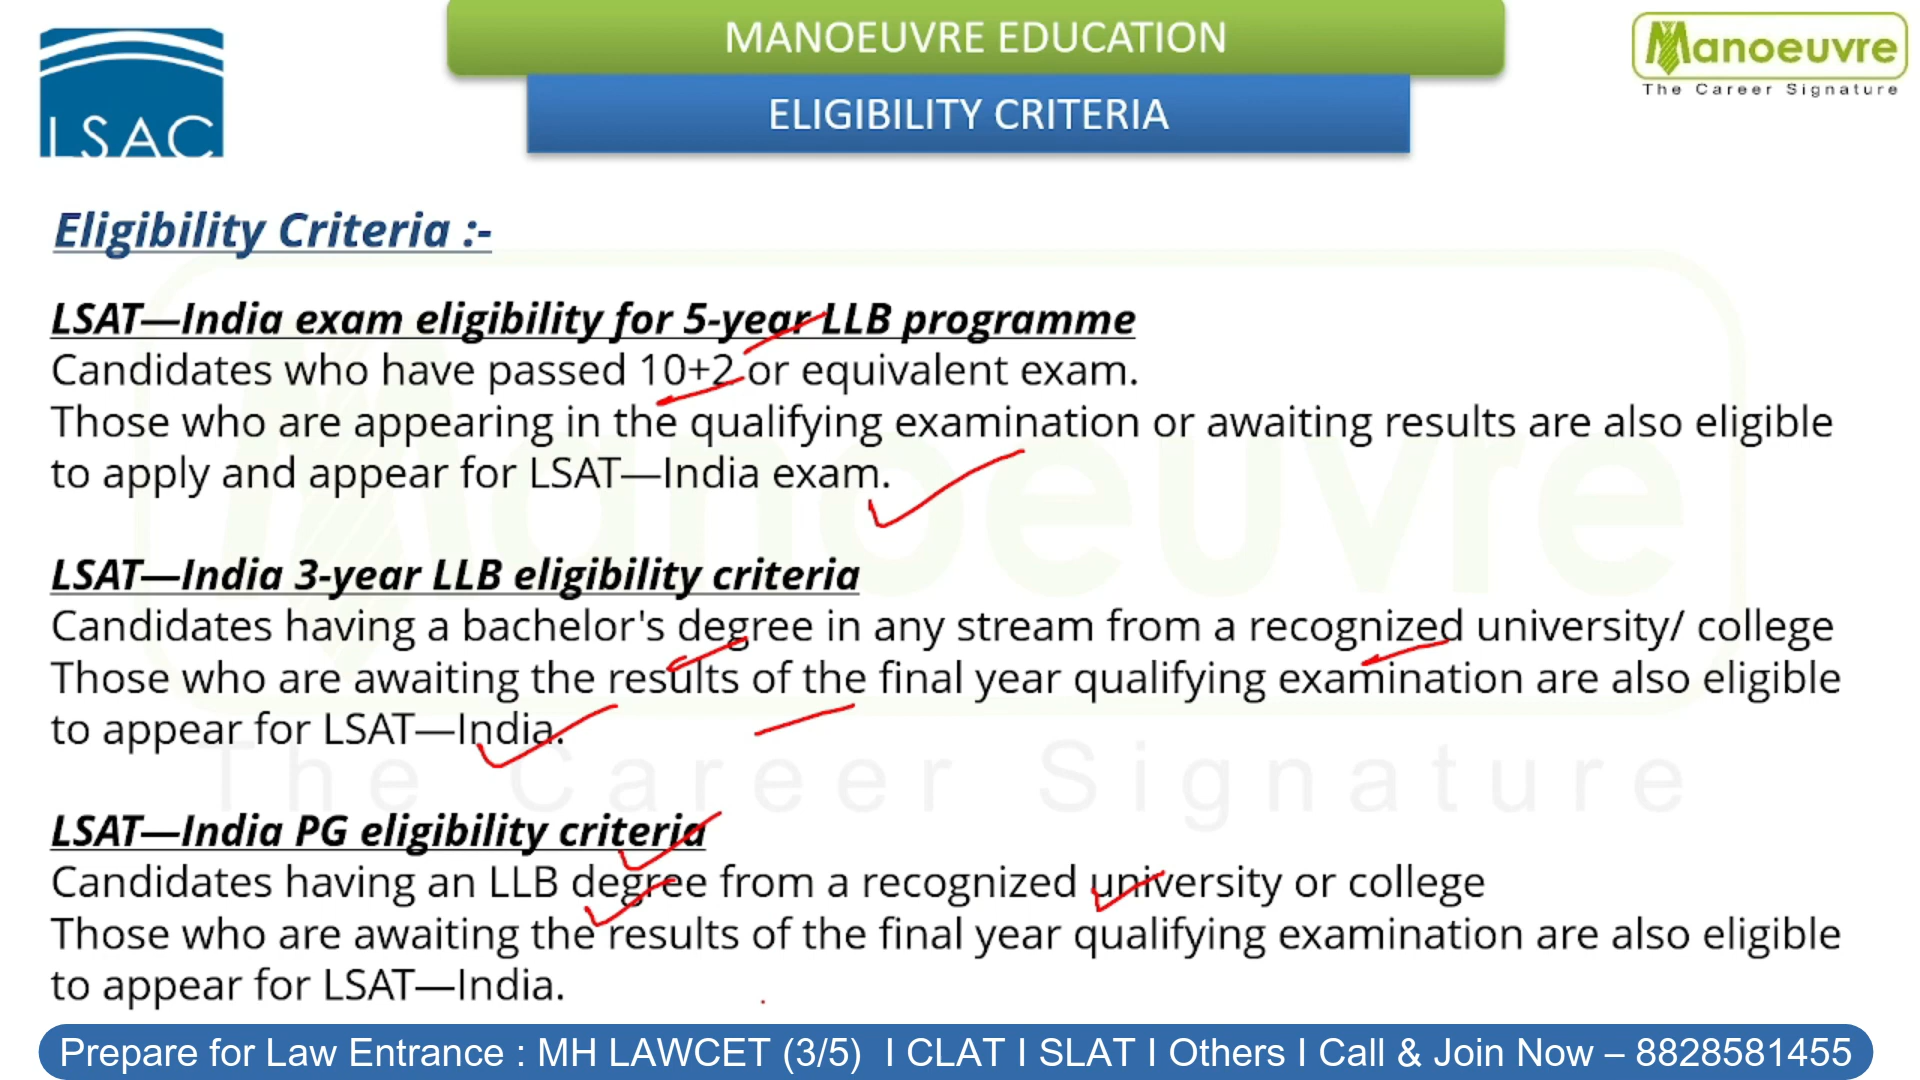 MANOEUVRE EDUCATION
LSAC
Manoeuvre
The Career Signature
ELIGIBILITY CRITERIA
Eligibility Criteria :-
LSAT—India exam eligibility for 5-year LLB programme
Candidates who have passed 10+2 or equivalent exam.
Those who are appearing in the qualifying examination or awaiting results are also eligible
to apply and appear for LSAT—India exam.
LSAT—India 3-year LLB eligibility criteria
Candidates having a bachelor's degree in any stream from a recognized university/ college
Those who are awaiting the results of the final year qualifying examination are also eligible
to appear for LSAT—India.
LSAT—India PG eligibility criteria
Candidates having an LLB degree from a recognized university or college
Those who are awaiting the results of the final year qualifying examination are also eligible
to appear for LSAT—India.
Manoeuvre
The Career Signature
Prepare for Law Entrance : MH LAWCET (3/5) I CLAT I SLAT I Others I Call & Join Now – 8828581455